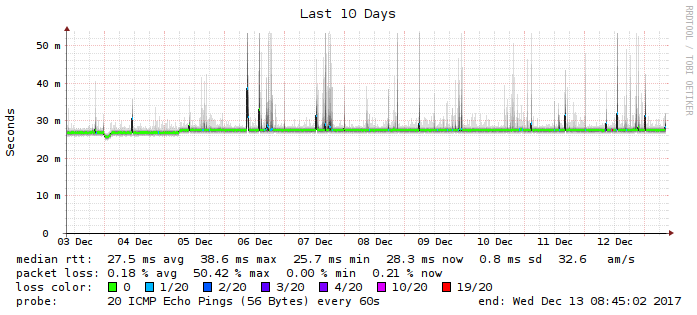 Last 10 Days
RRDTOOL / TOBI OETIKER
Seconds
50 m
40 m
30 m
20 m
10 m
0
03 Dec 04 Dec 05 Dec 06 Dec 07 Dec 08 Dec 09 Dec 10 Dec 11 Dec 12 Dec
median rtt: 27.5 ms avg 38.6 ms max 25.7 ms min 28.3 ms now 0.8 ms sd 32.6 am/s
packet loss: 0.18 % avg 50.42 % max 0.00 % min 0.21 % now
loss color: 0 1/20 2/20 3/20 4/20 10/20 19/20
probe: 20 ICMP Echo Pings (56 Bytes) every 60s end: Wed Dec 13 08:45:02 2017